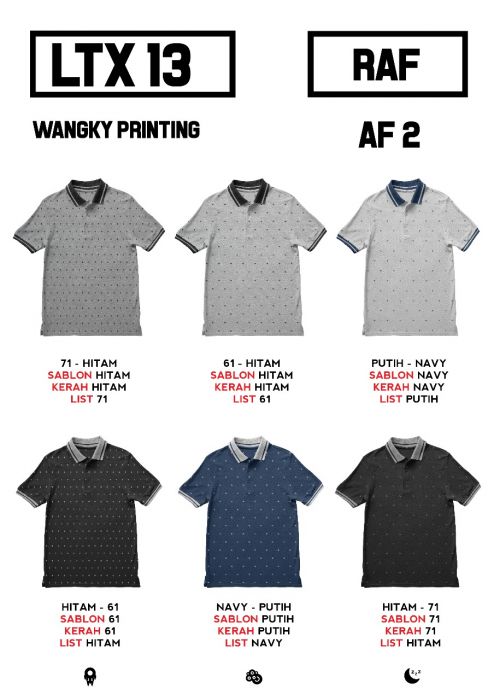 LTX 13
RAF
WANGKY PRINTING
AF 2
71 - HITAM
SABLON HITAM
KERAH HITAM
LIST 71
61 - HITAM
SABLON HITAM
KERAH HITAM
LIST 61
PUTIH - NAVY
SABLON NAVY
KERAH NAVY
LIST PUTIH
HITAM - 61
SABLON 61
KERAH 61
LIST HITAM
NAVY - PUTIH
SABLON PUTIH
KERAH PUTIH
LIST NAVY
HITAM - 71
SABLON 71
KERAH 71
LIST HITAM